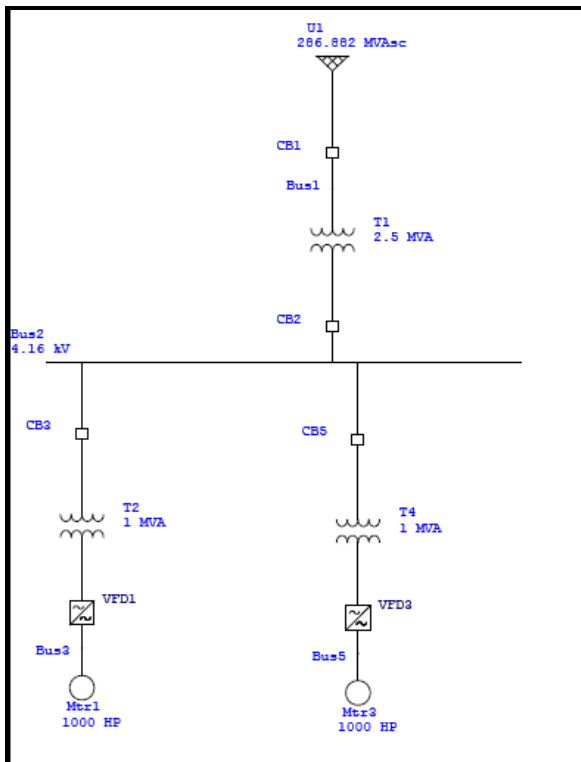 U1
286.882 MVAsc
CB1
Bus1
T1
2.5 MVA
CB2
Bus2
4.16 kV
CB3
CB5
T2
1 MVA
T4
1 MVA
VFD1
VFD3
Bus3
Bus5
Mtr1
1000 HP
Mtr3
1000 HP